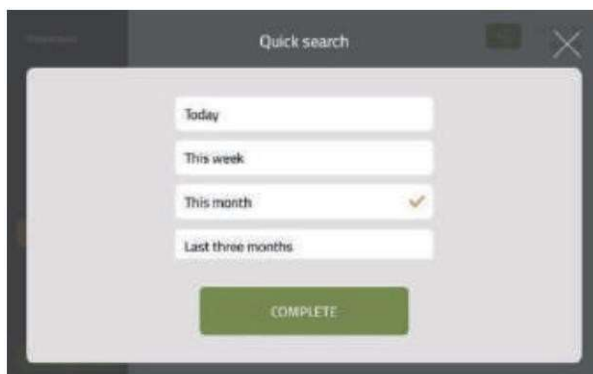 Quick search
Today
This week
This month
Last three months
COMPLETE